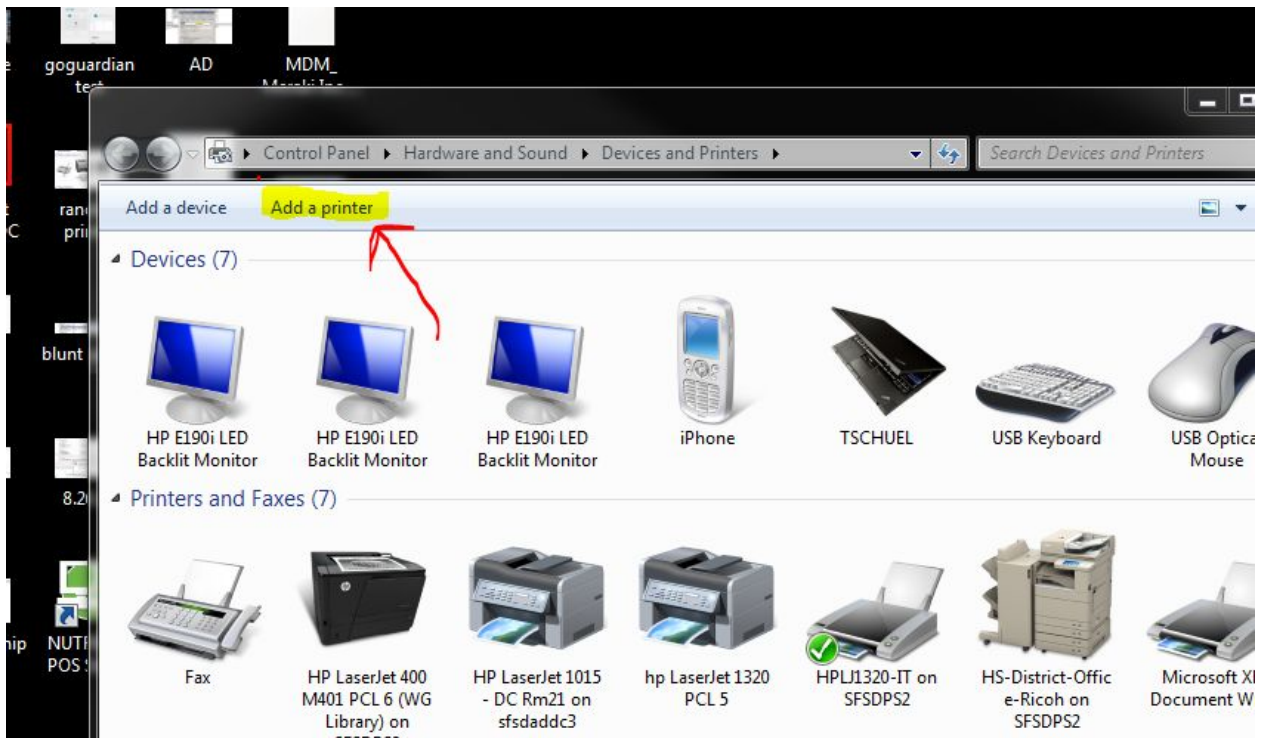 goguardian AD MDM_
Control Panel Hardware and Sound Devices and Printers Search Devices and Printers
Add a device Add a printer
Devices (7)
HP E190i LED HP E190i LED HP E190i LED iPhone TSCHUEL USB Keyboard USB Optica
Backlit Monitor Backlit Monitor Backlit Monitor Mouse
blunt
8.2
Printers and Faxes (7)
NUTF
POS
Fax HP LaserJet 400 HP LaserJet 1015 hp LaserJet 1320 HPLJ1320-IT on HS-District-Offic Microsoft X
M401 PCL 6 (WG - DC Rm21 on PCL 5 SFSDPS2 e-Ricoh on Document W
Library) on sfsdaddc3 SFSDPS2